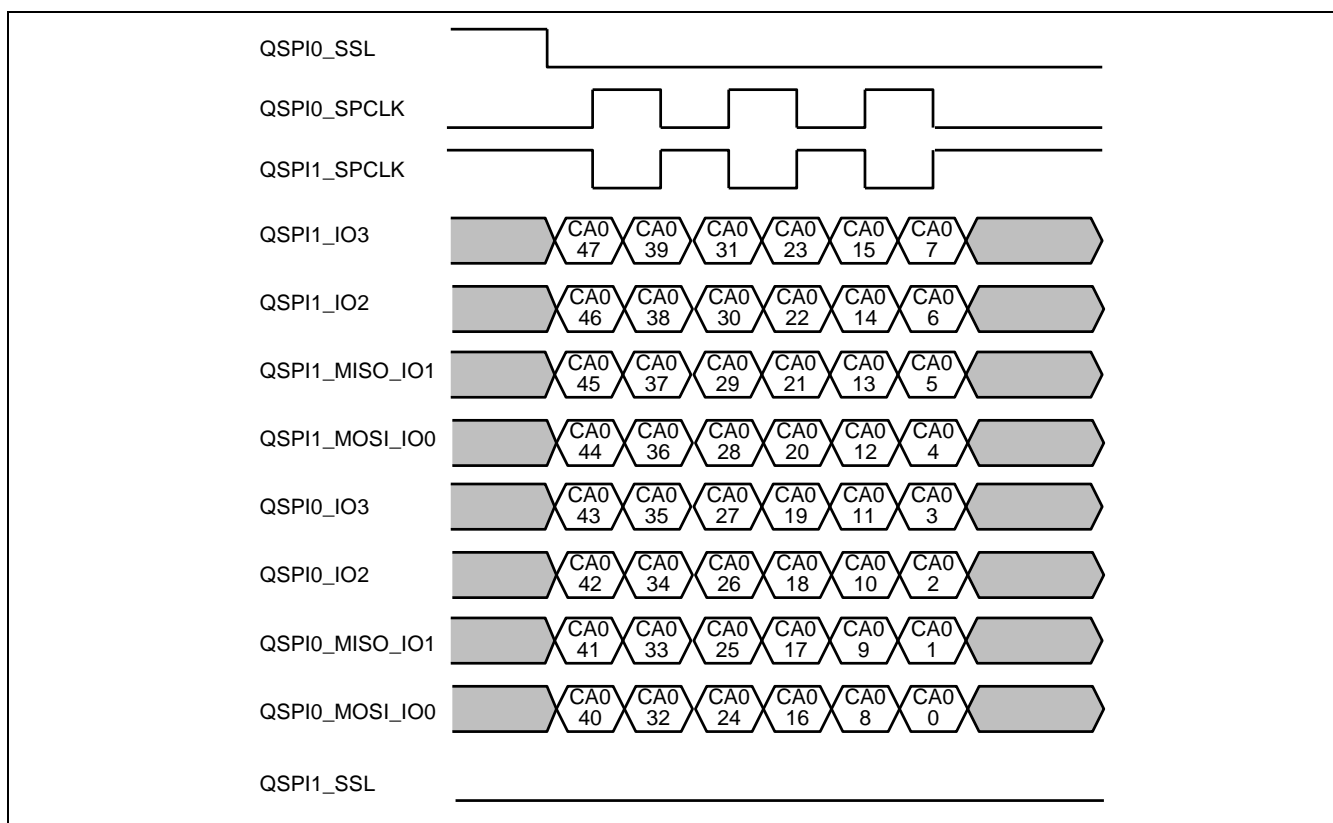 QSPI0_SSL
QSPI0_SPCLK
QSPI1_SPCLK
QSPI1_IO3 CA0 CA0 CA0 CA0 CA0 CA0
47 39 31 23 15 7
QSPI1_IO2 CA0 CA0 CA0 CA0 CA0 CA0
46 38 30 22 14 6
QSPI1_MISO_IO1 CA0 CA0 CA0 CA0 CA0 CA0
45 37 29 21 13 5
QSPI1_MOSI_IO0 CA0 CA0 CA0 CA0 CA0 CA0
44 36 28 20 12 4
QSPI0_IO3 CA0 CA0 CA0 CA0 CA0 CA0
43 35 27 19 11 3
QSPI0_IO2 CA0 CA0 CA0 CA0 CA0 CA0
42 34 26 18 10 2
QSPI0_MISO_IO1 CA0 CA0 CA0 CA0 CA0 CA0
41 33 25 17 9 1
QSPI0_MOSI_IO0 CA0 CA0 CA0 CA0 CA0 CA0
40 32 24 16 8 0
QSPI1_SSL